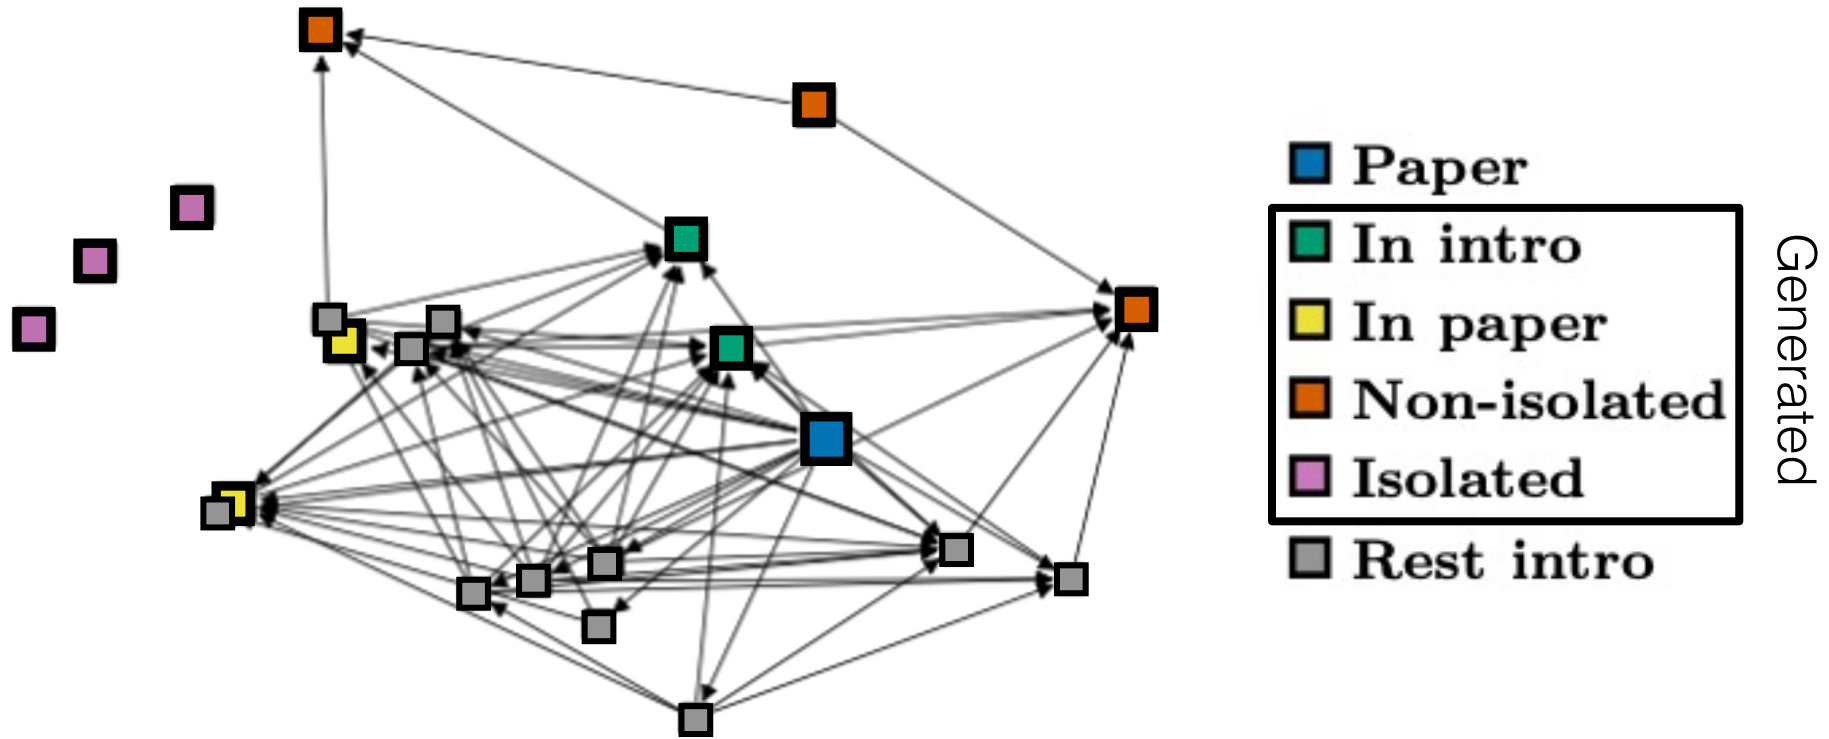 Paper
In intro
In paper
Non-isolated
Isolated
Rest intro
Generated